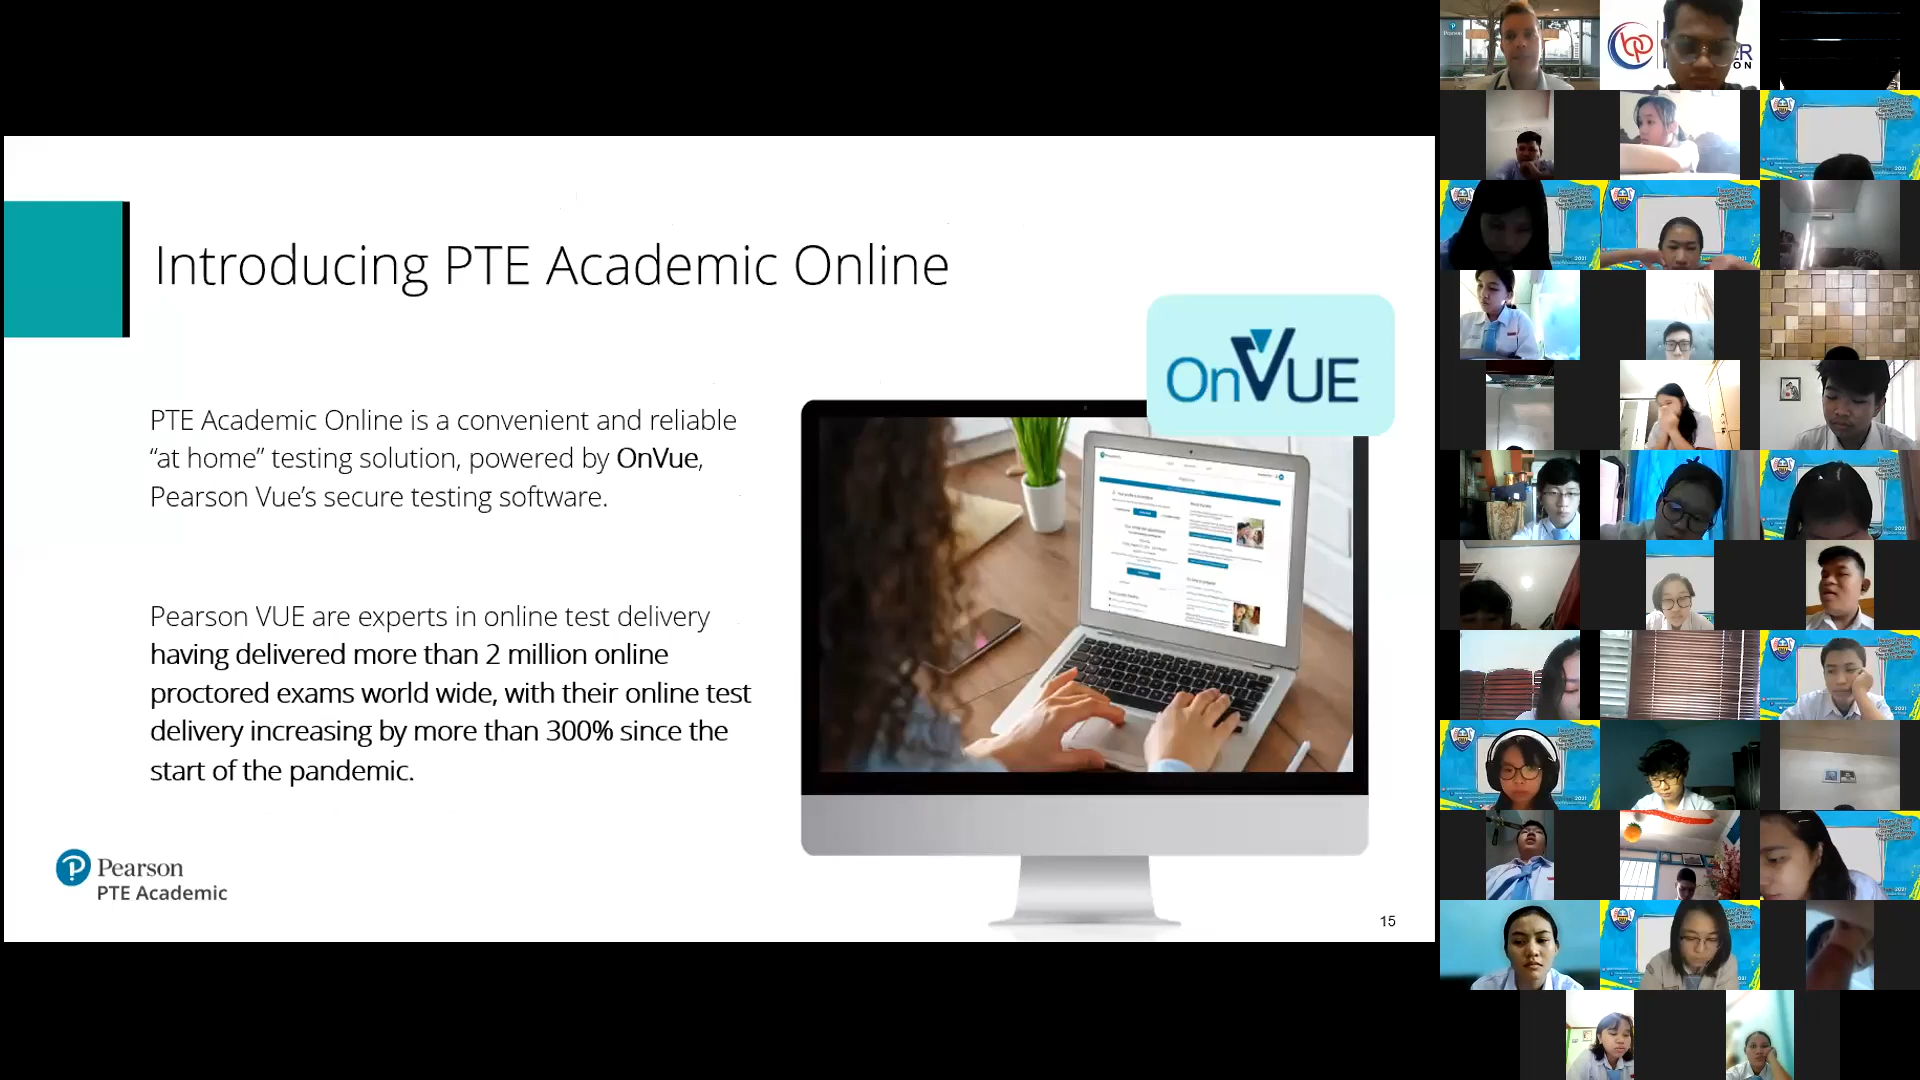 Introducing PTE Academic Online
OnVUE
PTE Academic Online is a convenient and reliable
“at home” testing solution, powered by OnVue,
Pearson Vue’s secure testing software.
Pearson VUE are experts in online test delivery
having delivered more than 2 million online
proctored exams world wide, with their online test
delivery increasing by more than 300% since the
start of the pandemic.
Pearson
PTE Academic
15